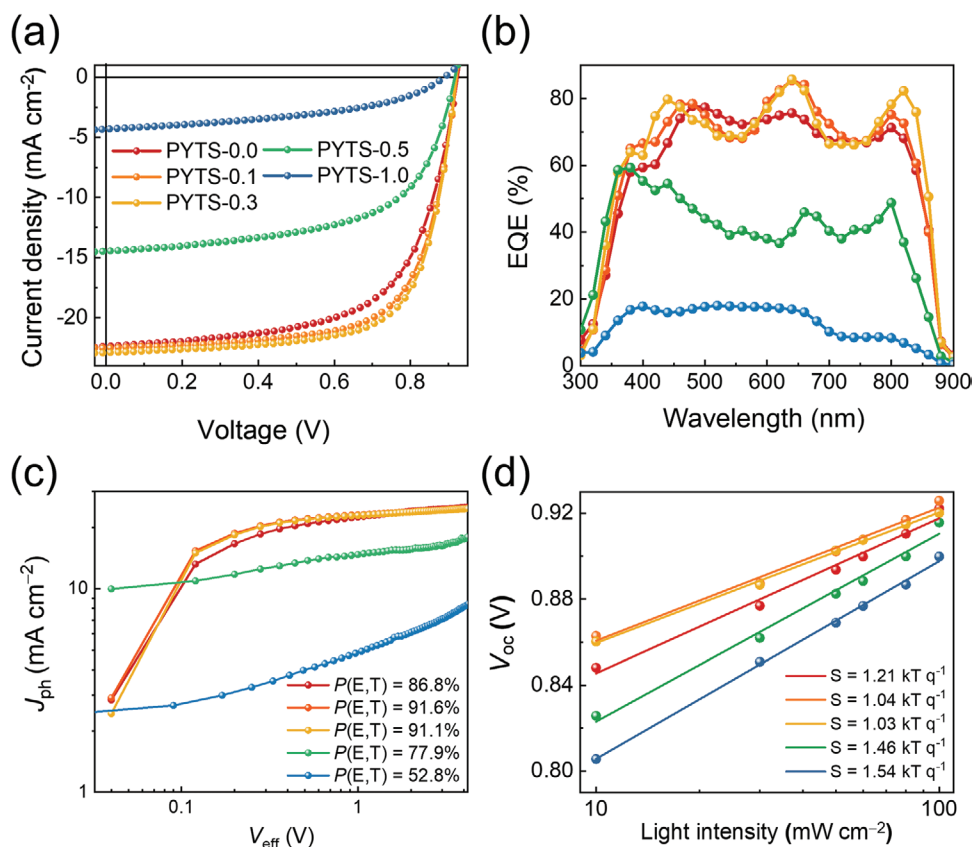 (a)
Current density (mA cm⁻²)
0
-5
-10
-15
-20
PYTS-0.0
PYTS-0.5
PYTS-0.1
PYTS-1.0
PYTS-0.3
0.0
0.2
0.4
0.6
0.8
Voltage (V)
(b)
EQE (%)
80
60
40
20
0
300
400
500
600
700
800
900
Wavelength (nm)
(c)
J_ph (mA cm⁻²)
10
1
P(E,T) = 86.8%
P(E,T) = 91.6%
P(E,T) = 91.1%
P(E,T) = 77.9%
P(E,T) = 52.8%
0.1
1
V_eff (V)
(d)
V_oc (V)
0.92
0.88
0.84
0.80
S = 1.21 kT q⁻¹
S = 1.04 kT q⁻¹
S = 1.03 kT q⁻¹
S = 1.46 kT q⁻¹
S = 1.54 kT q⁻¹
10
100
Light intensity (mW cm⁻²)